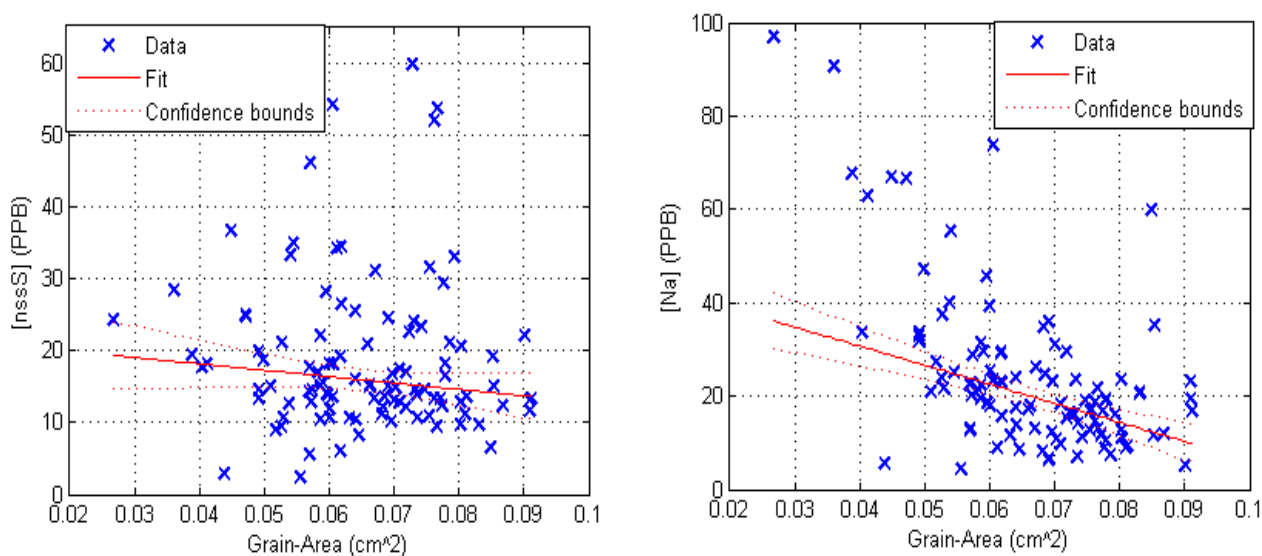 60
50
40
30
20
10
0
[nssS] (PPB)
Data
Fit
Confidence bounds
0.02 0.03 0.04 0.05 0.06 0.07 0.08 0.09 0.1
Grain-Area (cm^2)
100
80
60
40
20
0
[Na] (PPB)
Data
Fit
Confidence bounds
0.02 0.03 0.04 0.05 0.06 0.07 0.08 0.09 0.1
Grain-Area (cm^2)